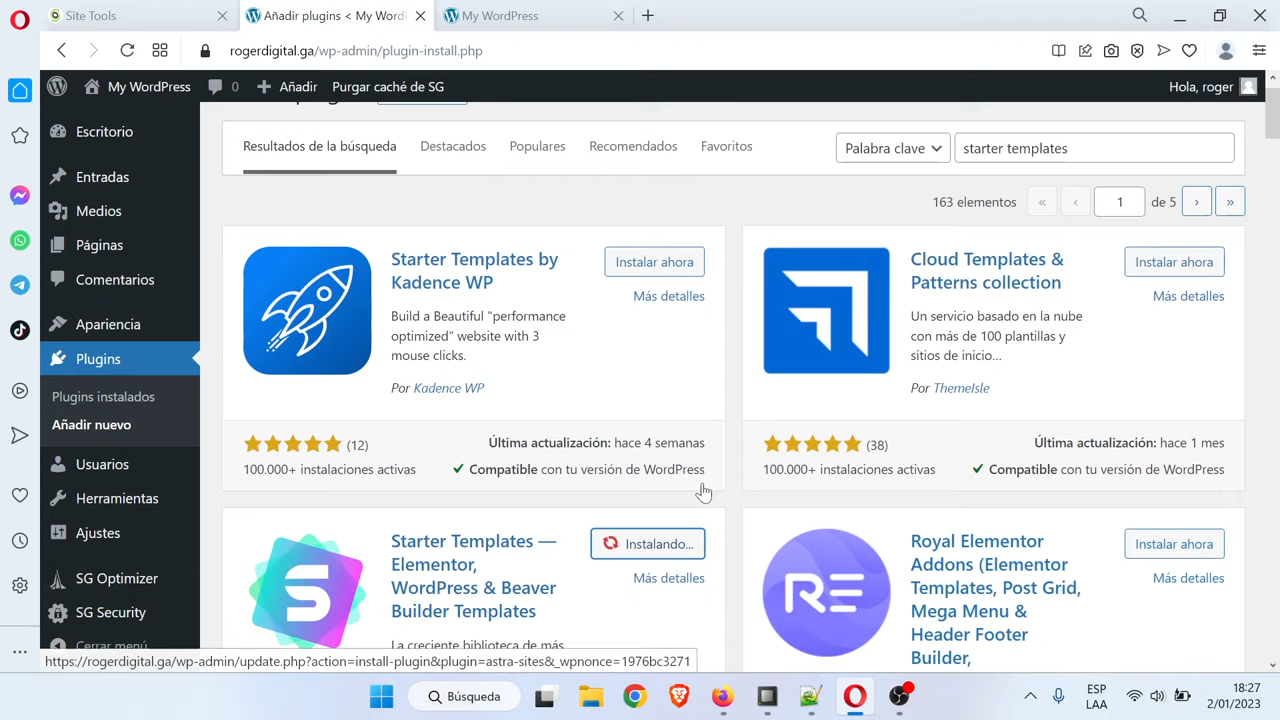 Site Tools
Añadir plugins < My Word
My WordPress
rogerdigital.ga/wp-admin/plugin-install.php
My WordPress
0
Añadir
Purgar caché de SG
Hola, roger
Escritorio
Entradas
Medios
Páginas
Comentarios
Apariencia
Plugins
Plugins instalados
Añadir nuevo
Usuarios
Herramientas
Ajustes
SG Optimizer
SG Security
Cerrar menú
Resultados de la búsqueda
Destacados
Populares
Recomendados
Favoritos
Palabra clave
starter templates
163 elementos
«
‹
1
de 5
›
»
Starter Templates by
Kadence WP
Instalar ahora
Más detalles
Build a Beautiful "performance
optimized" website with 3
mouse clicks.
Por Kadence WP
(12)
Última actualización: hace 4 semanas
100.000+ instalaciones activas
Compatible con tu versión de WordPress
Cloud Templates &
Patterns collection
Instalar ahora
Más detalles
Un servicio basado en la nube
con más de 100 plantillas y
sitios de inicio...
Por ThemeIsle
(38)
Última actualización: hace 1 mes
100.000+ instalaciones activas
Compatible con tu versión de WordPress
S
Starter Templates —
Elementor,
WordPress & Beaver
Builder Templates
Instalando...
Más detalles
La creciente biblioteca de más
RE
Royal Elementor
Addons (Elementor
Templates, Post Grid,
Mega Menu &
Header Footer
Builder,
Instalar ahora
Más detalles
https://rogerdigital.ga/wp-admin/update.php?action=install-plugin&plugin=astra-sites&_wpnonce=1976bc3271
Búsqueda
ESP
LAA
18:27
2/01/2023